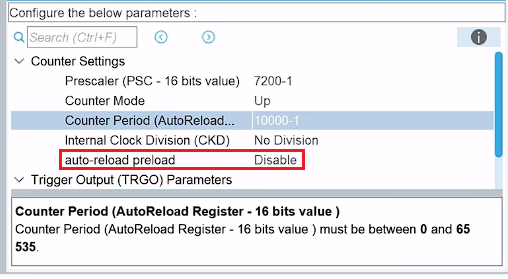 Configure the below parameters :
Search (Ctrl+F)
Counter Settings
Prescaler (PSC - 16 bits value) 7200-1
Counter Mode Up
Counter Period (AutoReload... 10000-1
Internal Clock Division (CKD) No Division
auto-reload preload Disable
Trigger Output (TRGO) Parameters
Counter Period (AutoReload Register - 16 bits value )
Counter Period (AutoReload Register - 16 bits value ) must be between 0 and 65
535.